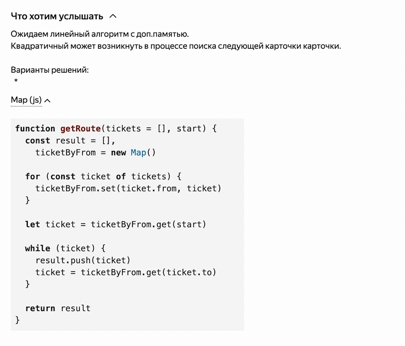 Что хотим услышать
Ожидаем линейный алгоритм с доп.памятью.
Квадратичный может возникнуть в процессе поиска следующей карточки карточки.
Варианты решений:
*
Map (js)
function getRoute(tickets = [], start) {
  const result = [],
    ticketByFrom = new Map()
  for (const ticket of tickets) {
    ticketByFrom.set(ticket.from, ticket)
  }
  let ticket = ticketByFrom.get(start)
  while (ticket) {
    result.push(ticket)
    ticket = ticketByFrom.get(ticket.to)
  }
  return result
}